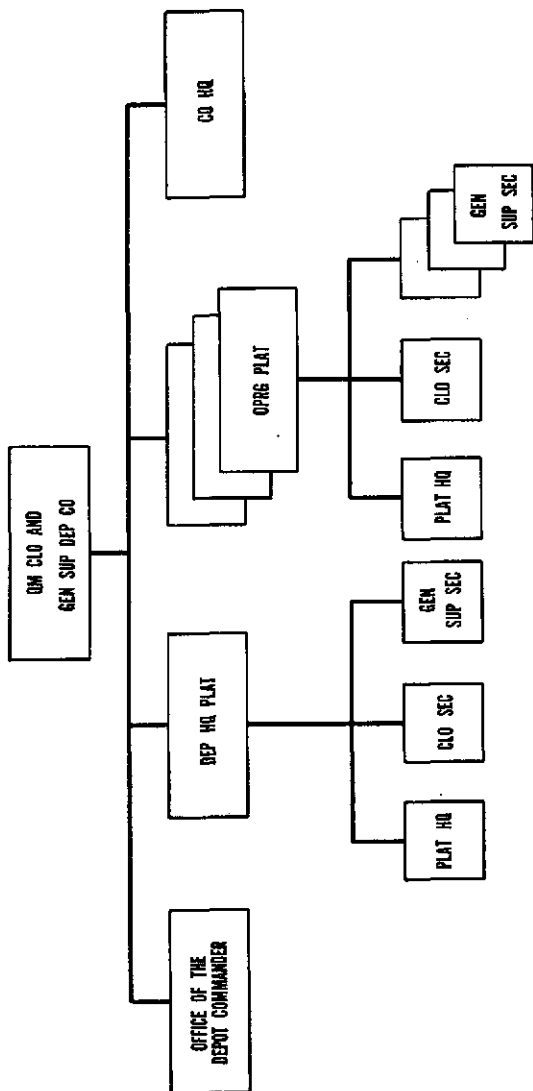 QM CLO AND
GEN SUP DEP CO
OFFICE OF THE
DEPOT COMMANDER
DEP HQ PLAT
OPRG PLAT
CO HQ
PLAT HQ
CLO SEC
GEN
SUP SEC
PLAT HQ
CLO SEC
GEN
SUP SEC